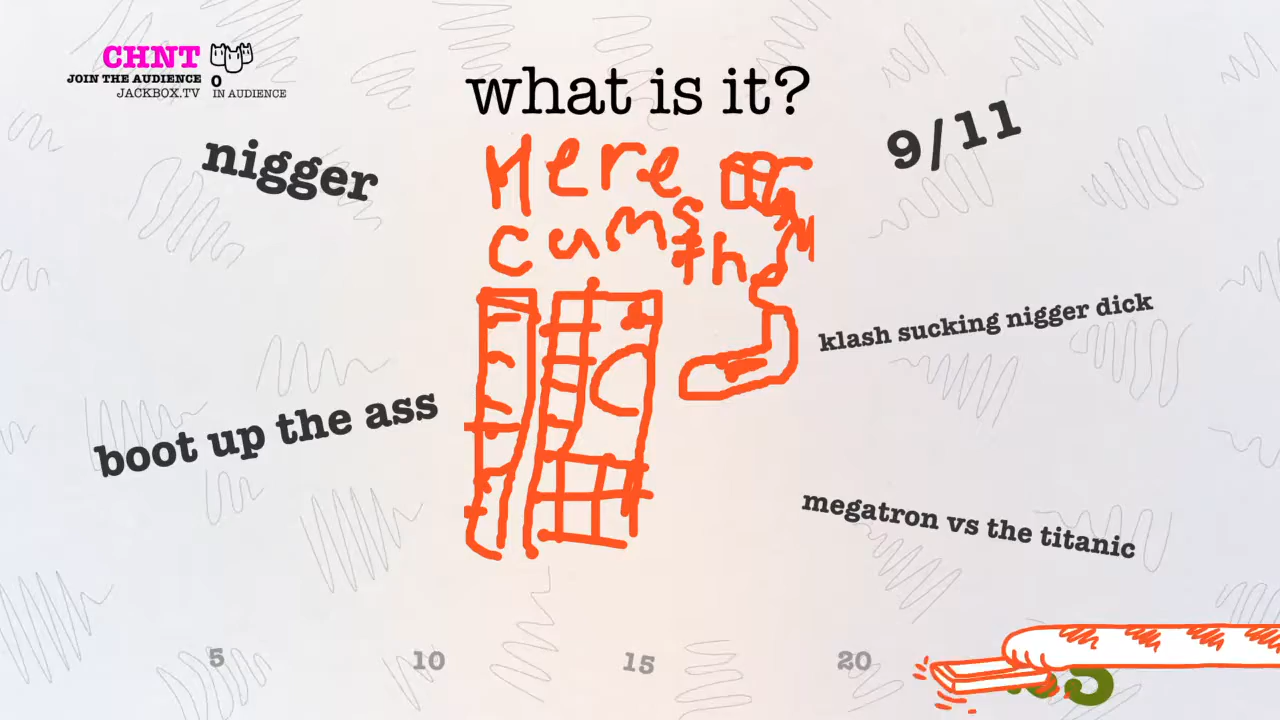 CHNT
JOIN THE AUDIENCE
JACKBOX.TV
0
IN AUDIENCE
what is it?
nigger
9/11
Here
cums
the
klash sucking nigger dick
boot up the ass
megatron vs the titanic
5
10
15
20